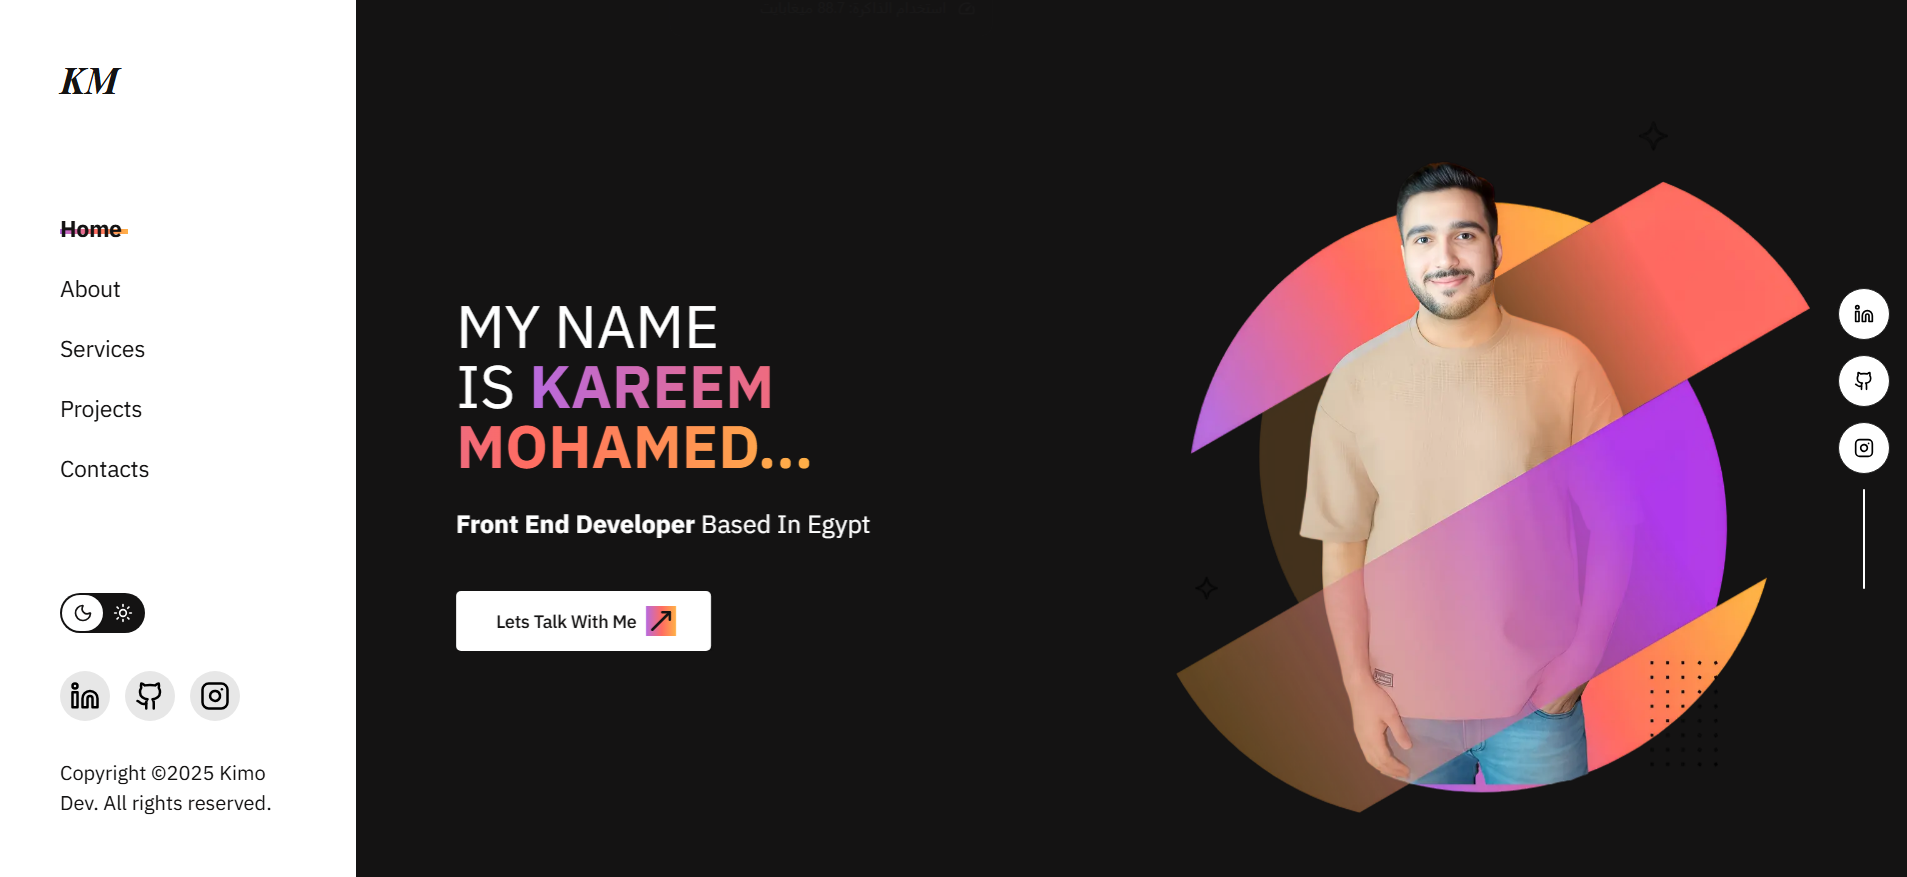 KM
Home
About
Services
Projects
Contacts
Copyright ©2025 Kimo
Dev. All rights reserved.
MY NAME
IS KAREEM
MOHAMED...
Front End Developer Based In Egypt
Lets Talk With Me